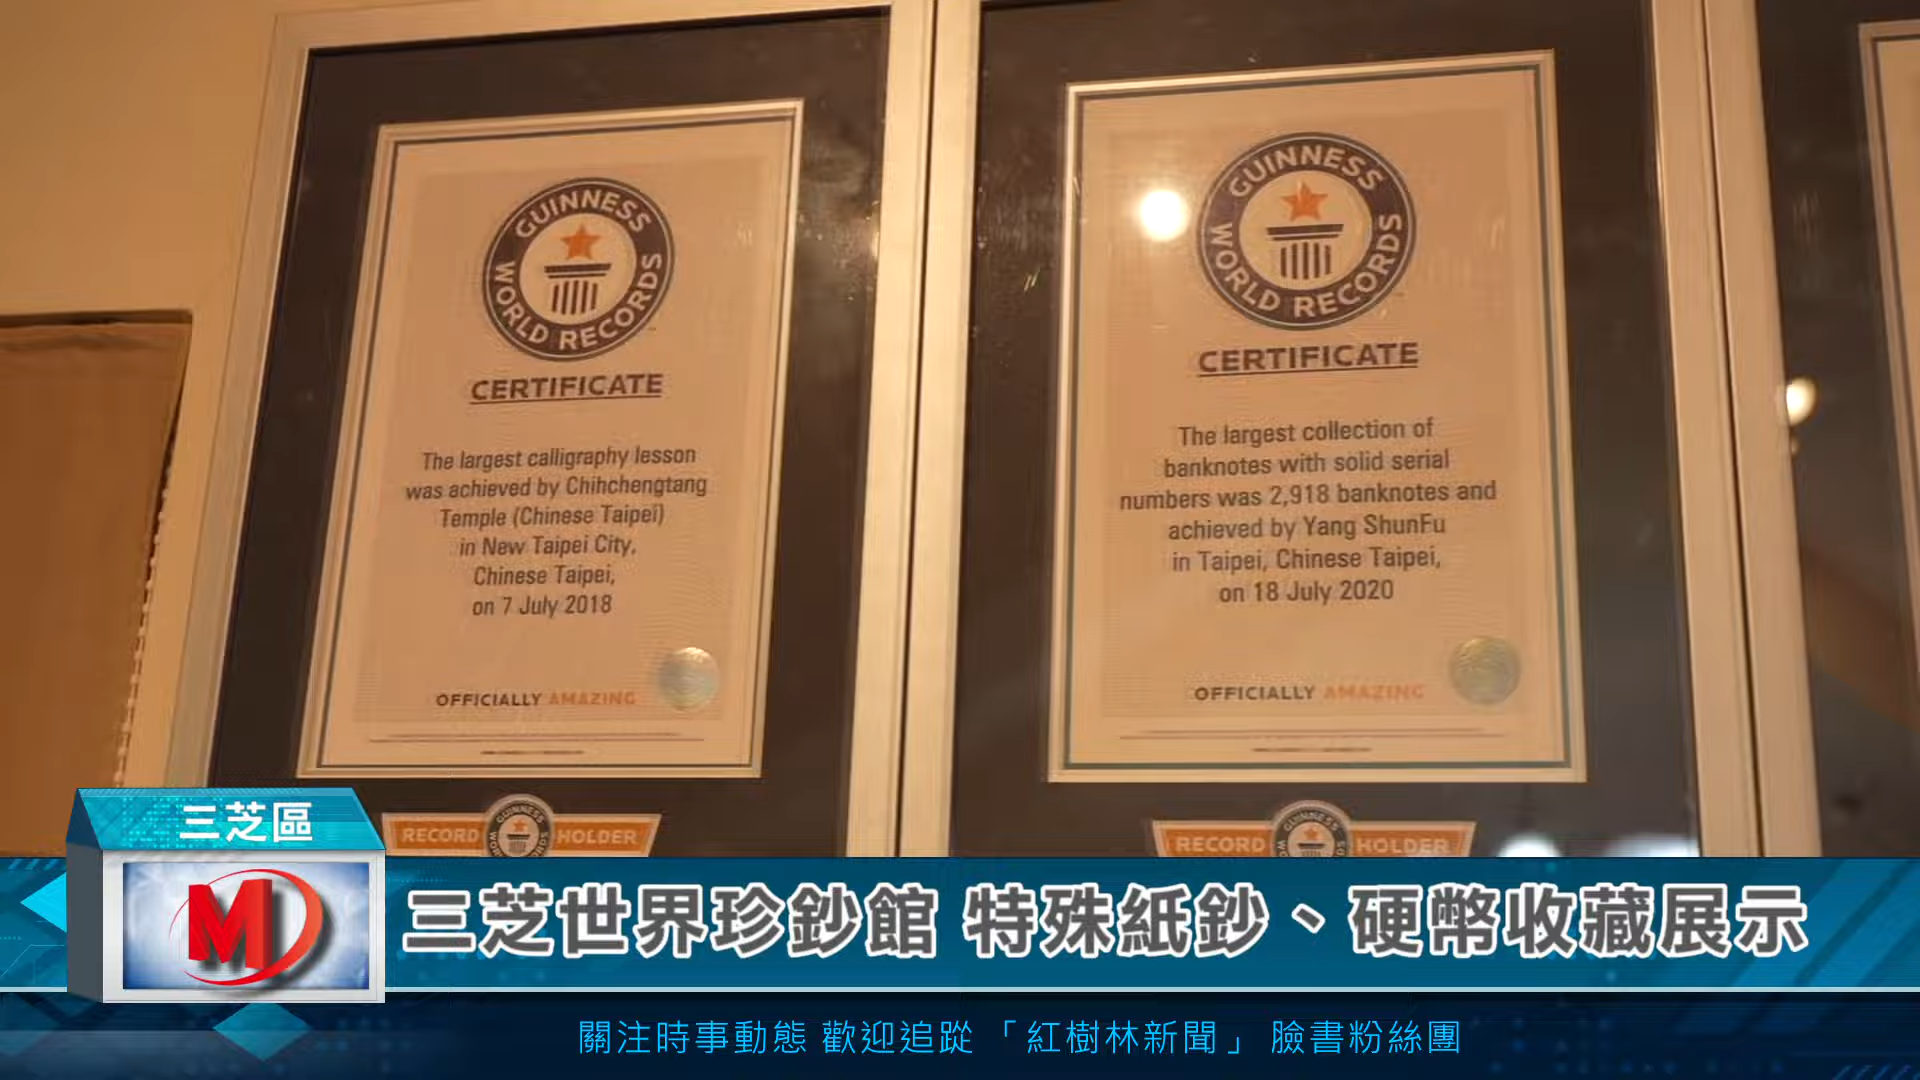 GUINNESS WORLD RECORDS
CERTIFICATE
The largest calligraphy lesson
was achieved by Chihchengtang
Temple (Chinese Taipei)
in New Taipei City,
Chinese Taipei,
on 7 July 2018
OFFICIALLY AMAZING
RECORD HOLDER
GUINNESS WORLD RECORDS
CERTIFICATE
The largest collection of
banknotes with solid serial
numbers was 2,918 banknotes and
achieved by Yang ShunFu
in Taipei, Chinese Taipei,
on 18 July 2020
OFFICIALLY AMAZING
RECORD HOLDER
三芝區
M
三芝世界珍鈔館 特殊紙鈔、硬幣收藏展示
關注時事動態 歡迎追蹤「紅樹林新聞」臉書粉絲團